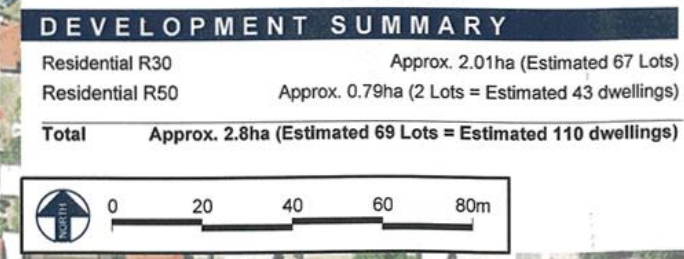 DEVELOPMENT SUMMARY
Residential R30 Approx. 2.01ha (Estimated 67 Lots)
Residential R50 Approx. 0.79ha (2 Lots = Estimated 43 dwellings)
Total Approx. 2.8ha (Estimated 69 Lots = Estimated 110 dwellings)
NORTH 0 20 40 60 80m